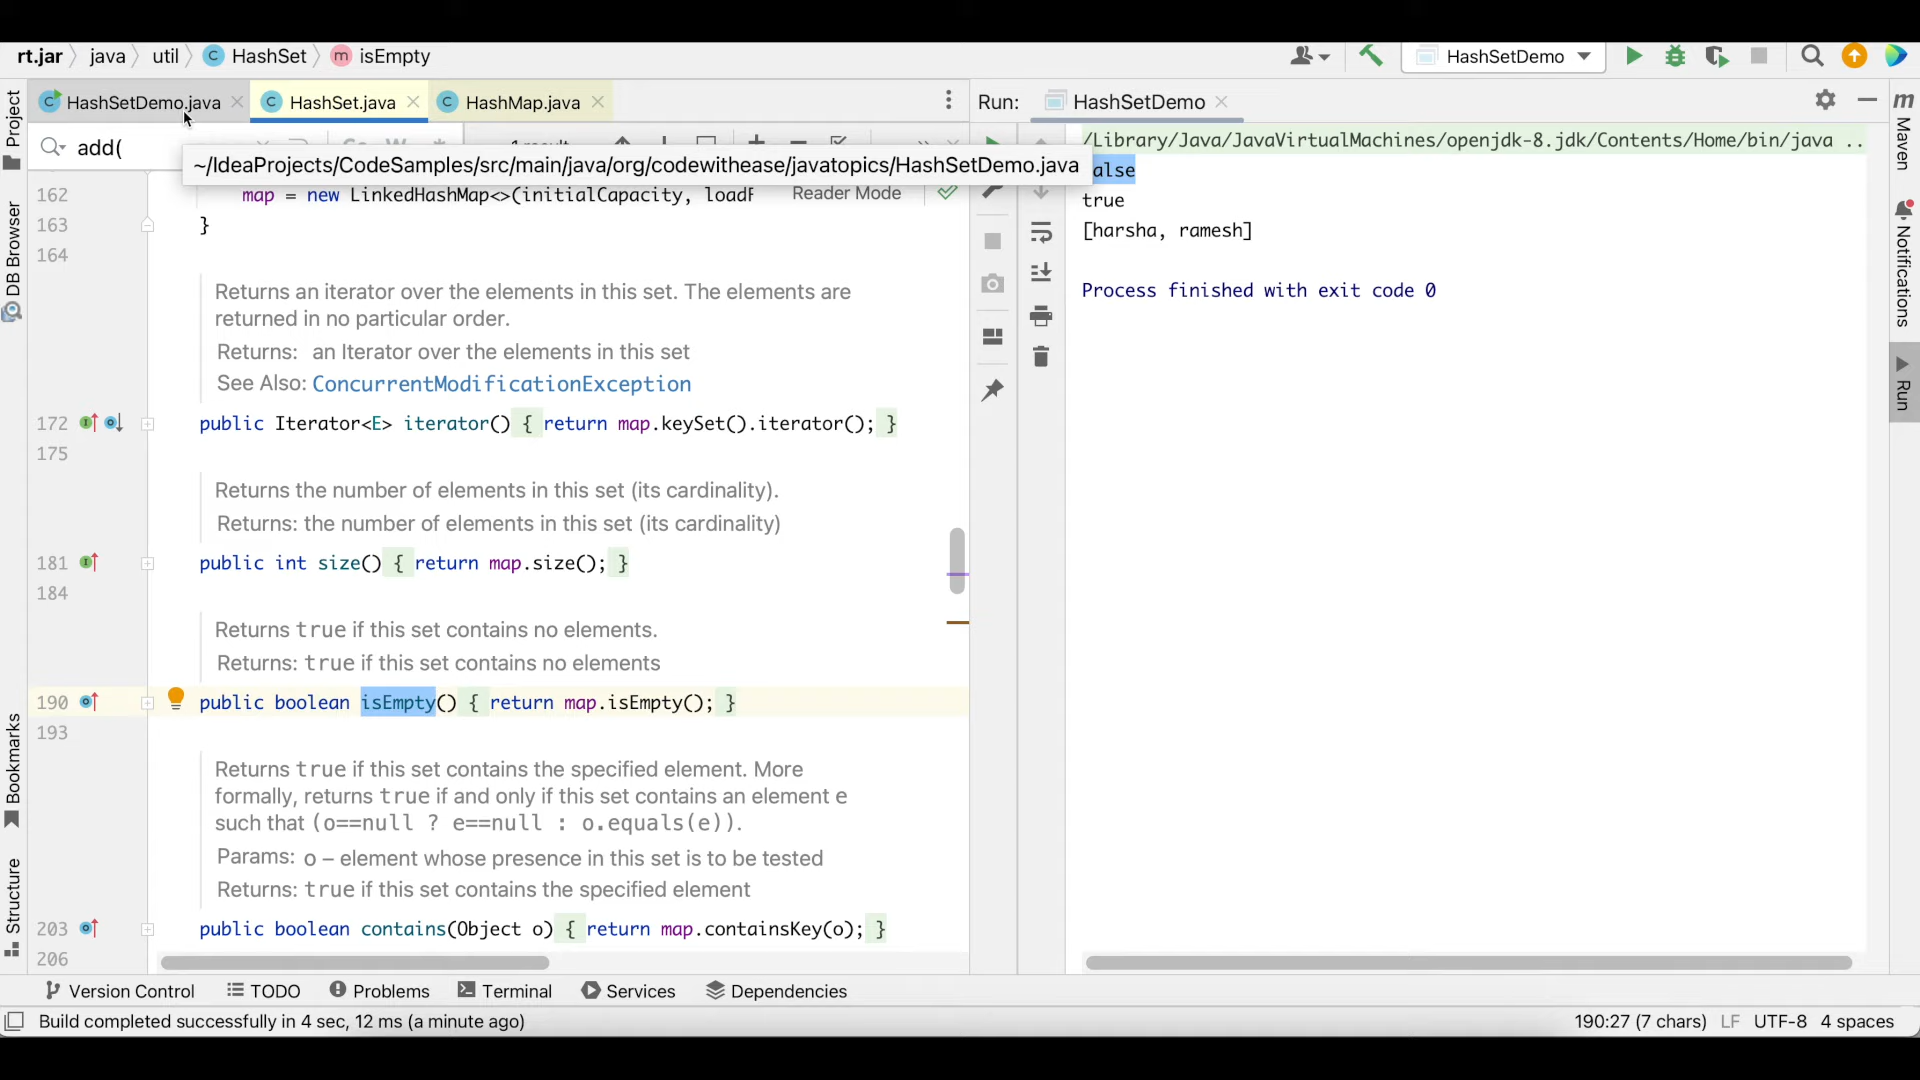 rt.jar java util HashSet isEmpty
HashSetDemo
HashSetDemo.java HashSet.java HashMap.java
Run: HashSetDemo
add(
~/IdeaProjects/CodeSamples/src/main/java/org/codewithease/javatopics/HashSetDemo.java
162 map = new LinkedHashMap<>(initialCapacity, loadF
Reader Mode
163 }
164
Returns an iterator over the elements in this set. The elements are
returned in no particular order.
Returns: an Iterator over the elements in this set
See Also: ConcurrentModificationException
172 public Iterator<E> iterator() { return map.keySet().iterator(); }
175
Returns the number of elements in this set (its cardinality).
Returns: the number of elements in this set (its cardinality)
181 public int size() { return map.size(); }
184
Returns true if this set contains no elements.
Returns: true if this set contains no elements
190 public boolean isEmpty() { return map.isEmpty(); }
193
Returns true if this set contains the specified element. More
formally, returns true if and only if this set contains an element e
such that (o==null ? e==null : o.equals(e)).
Params: o – element whose presence in this set is to be tested
Returns: true if this set contains the specified element
203 public boolean contains(Object o) { return map.containsKey(o); }
206
/Library/Java/JavaVirtualMachines/openjdk-8.jdk/Contents/Home/bin/java ..
alse
true
[harsha, ramesh]
Process finished with exit code 0
Project
DB Browser
Bookmarks
Structure
m
Maven
Notifications
Run
Version Control TODO Problems Terminal Services Dependencies
Build completed successfully in 4 sec, 12 ms (a minute ago)
190:27 (7 chars) LF UTF-8 4 spaces